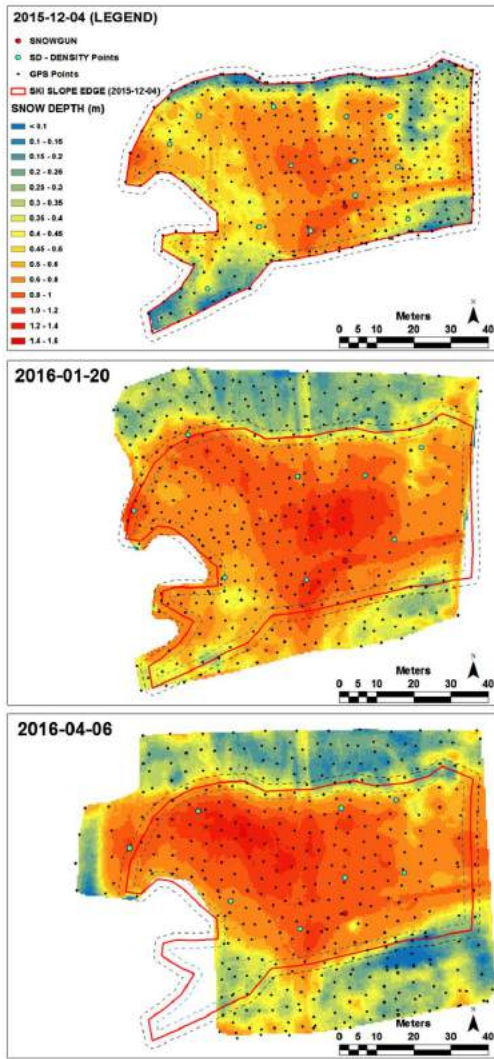 2015-12-04 (LEGEND)
SNOWGUN
SD - DENSITY Points
GPS Points
SKI SLOPE EDGE (2015-12-04)
SNOW DEPTH (m)
< 0.1
0.1 - 0.15
0.15 - 0.2
0.2 - 0.25
0.25 - 0.3
0.3 - 0.35
0.35 - 0.4
0.4 - 0.45
0.45 - 0.5
0.5 - 0.6
0.6 - 0.8
0.8 - 1
1.0 - 1.2
1.2 - 1.4
1.4 - 1.6
Meters
N
0 5 10 20 30 40
2016-01-20
Meters
N
0 5 10 20 30 40
2016-04-06
Meters
N
0 5 10 20 30 40